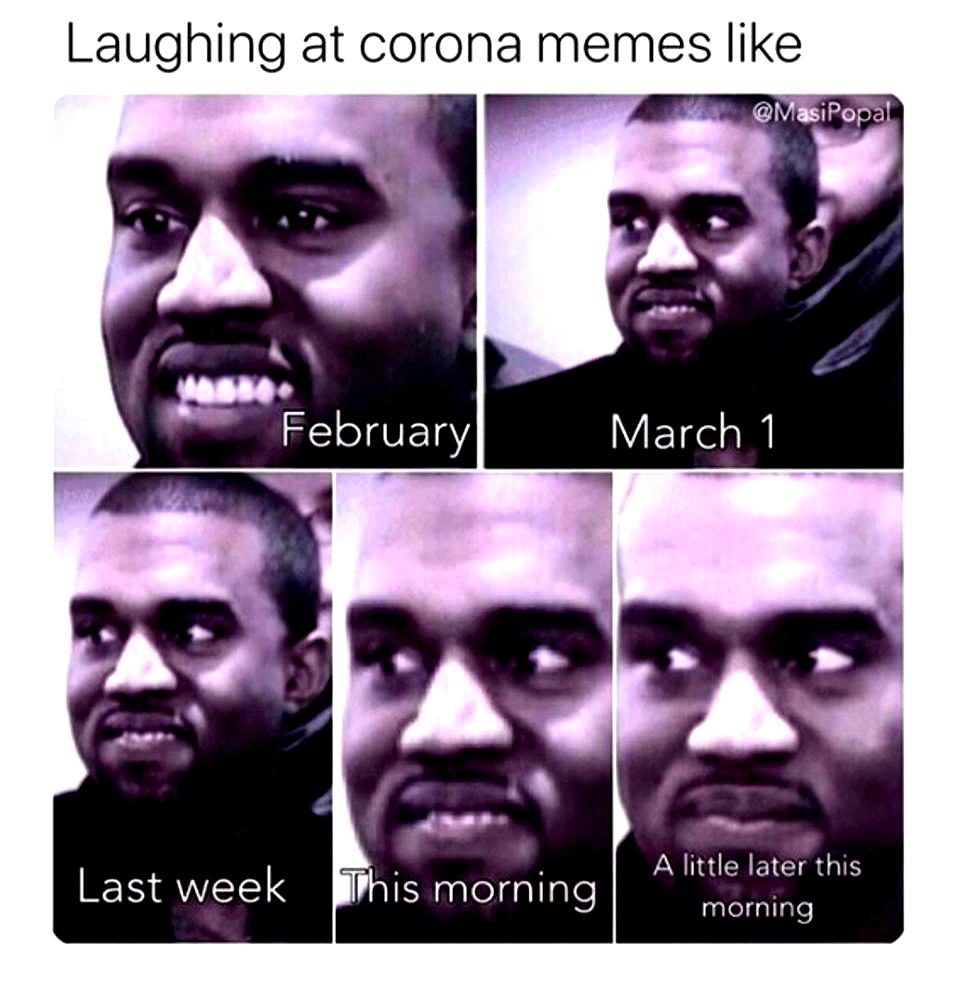 Laughing at corona memes like
@MasiPopal
February
March 1
Last week
This morning
A little later this
morning